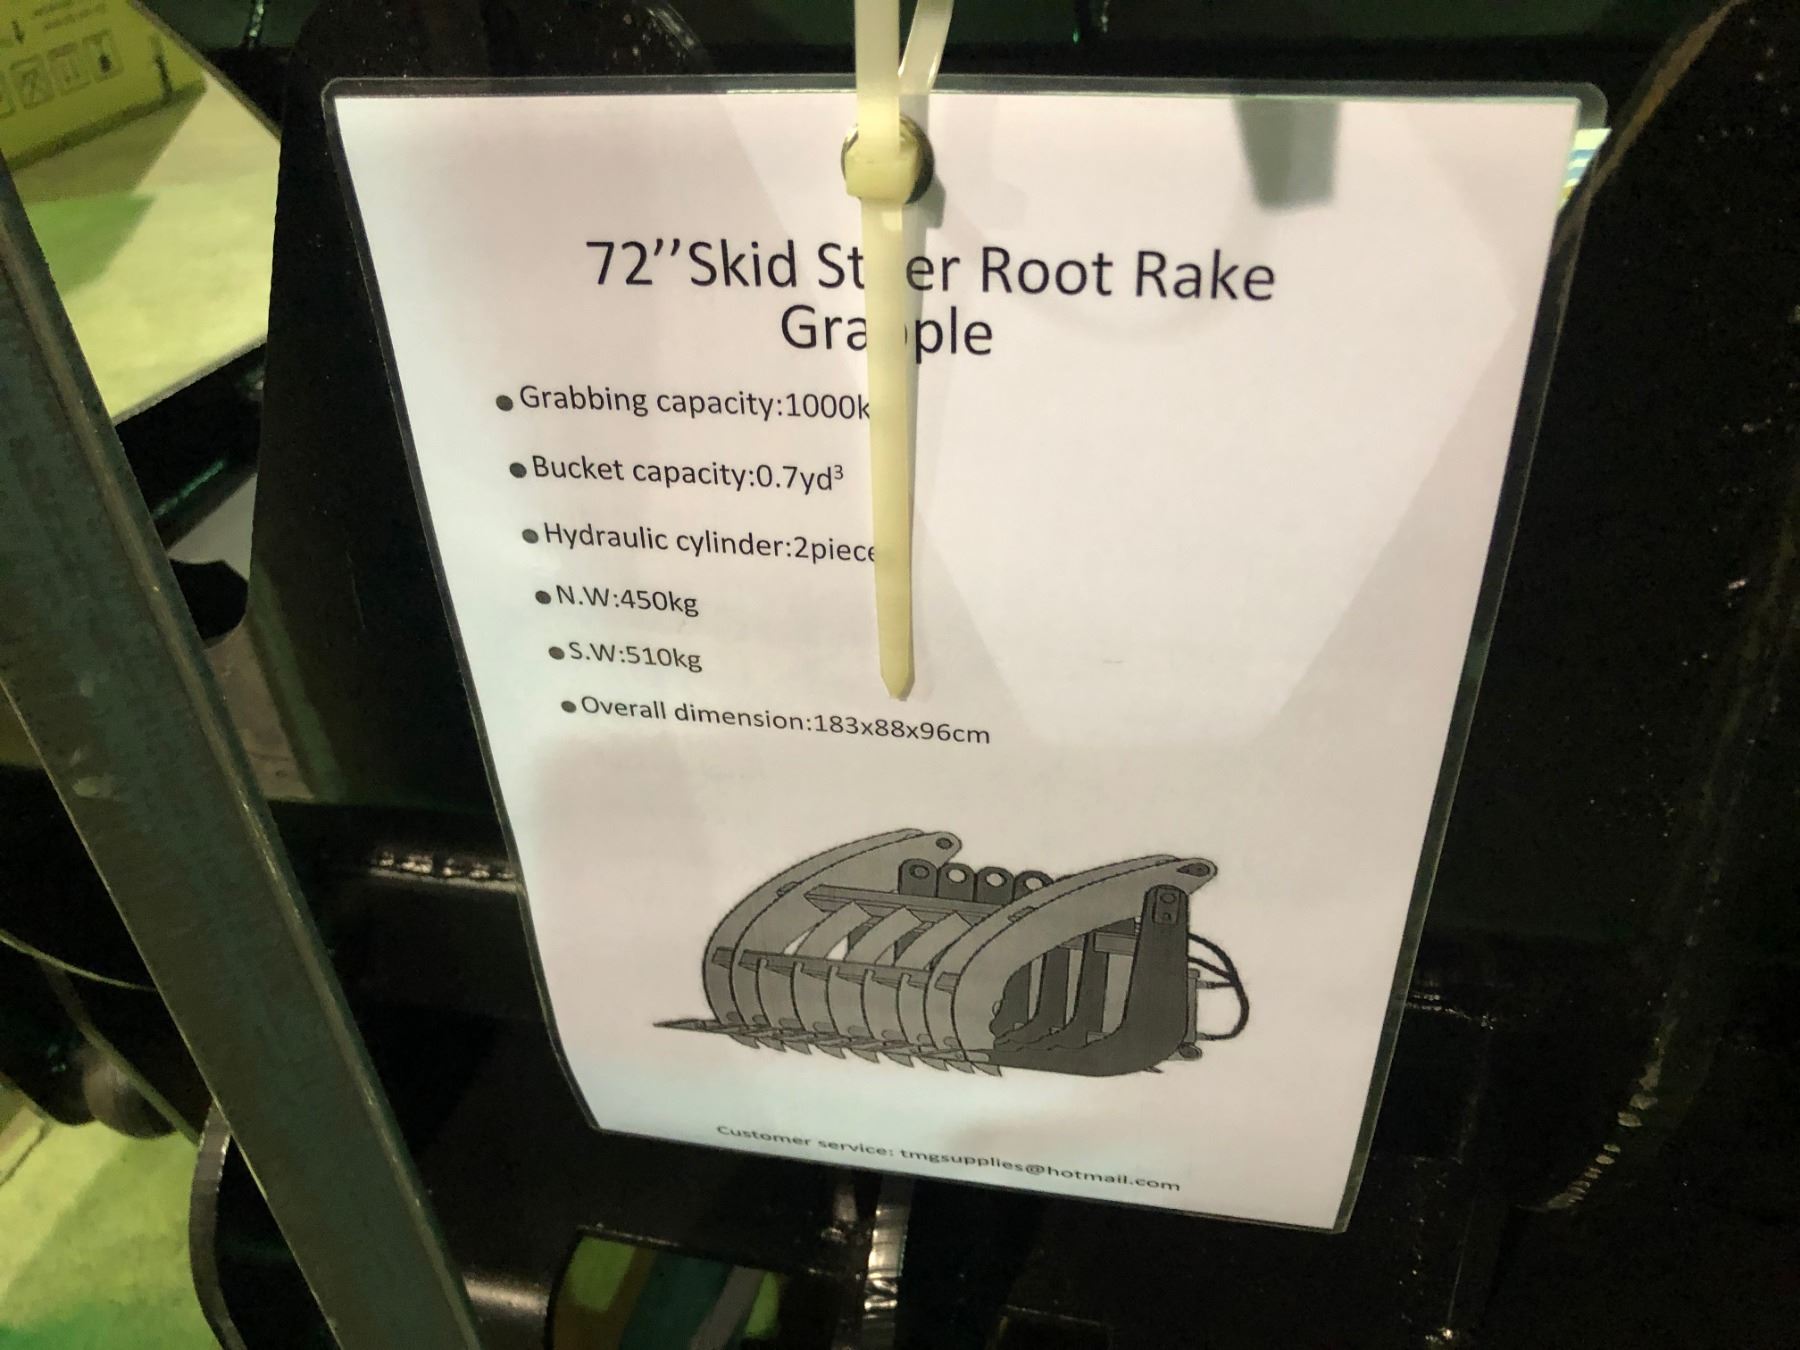 72’’Skid St er Root Rake
Gra ple
●Grabbing capacity:1000k
●Bucket capacity:0.7yd³
●Hydraulic cylinder:2piece
●N.W:450kg
●S.W:510kg
●Overall dimension:183x88x96cm
Customer service: tmgsupplies@hotmail.com